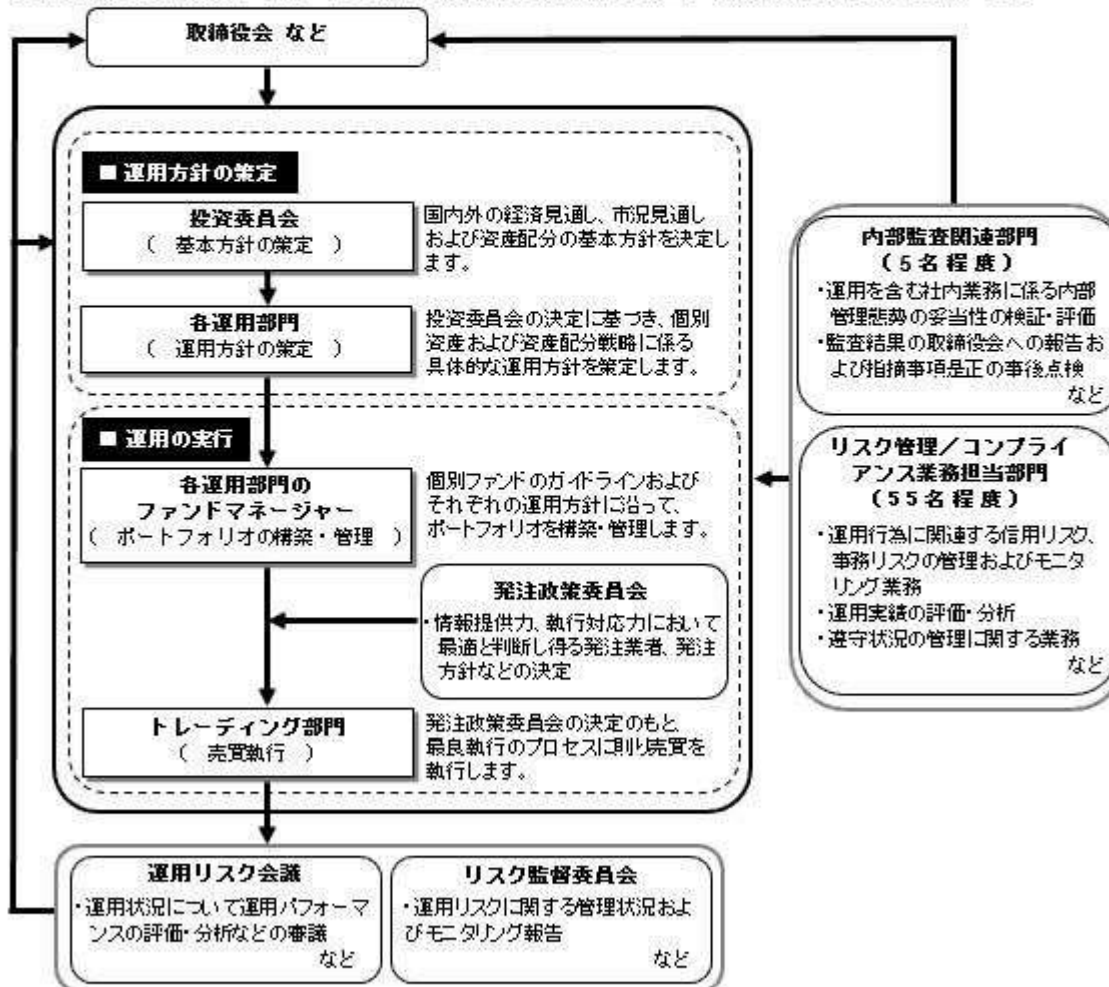 取締役会 など
■ 運用方針の策定
投資委員会
（ 基本方針の策定 ）
国内外の経済見通し、市況見通し
および資産配分の基本方針を決定し
ます。
各運用部門
（ 運用方針の策定 ）
投資委員会の決定に基づき、個別
資産および資産配分戦略に係る
具体的な運用方針を策定します。
■ 運用の実行
各運用部門の
ファンドマネージャー
（ ポートフォリオの構築・管理 ）
個別ファンドのガイドラインおよび
それぞれの運用方針に沿って、
ポートフォリオを構築・管理します。
発注政策委員会
・情報提供力、執行対応力において
最適と判断し得る発注業者、発注
方針などの決定
トレーディング部門
（ 売買執行 ）
発注政策委員会の決定のもと、
最良執行のプロセスに則り売買を
執行します。
運用リスク会議
・運用状況について運用パフォーマ
ンスの評価・分析などの審議
など
リスク監督委員会
・運用リスクに関する管理状況およ
びモニタリング報告
など
内部監査関連部門
（５名程度）
・運用を含む社内業務に係る内部
管理態勢の妥当性の検証・評価
・監査結果の取締役会への報告お
よび指摘事項是正の事後点検
など
リスク管理／コンプライ
アンス業務担当部門
（５５名程度）
・運用行為に関連する信用リスク、
事務リスクの管理およびモニタ
リング業務
・運用実績の評価・分析
・遵守状況の管理に関する業務
など